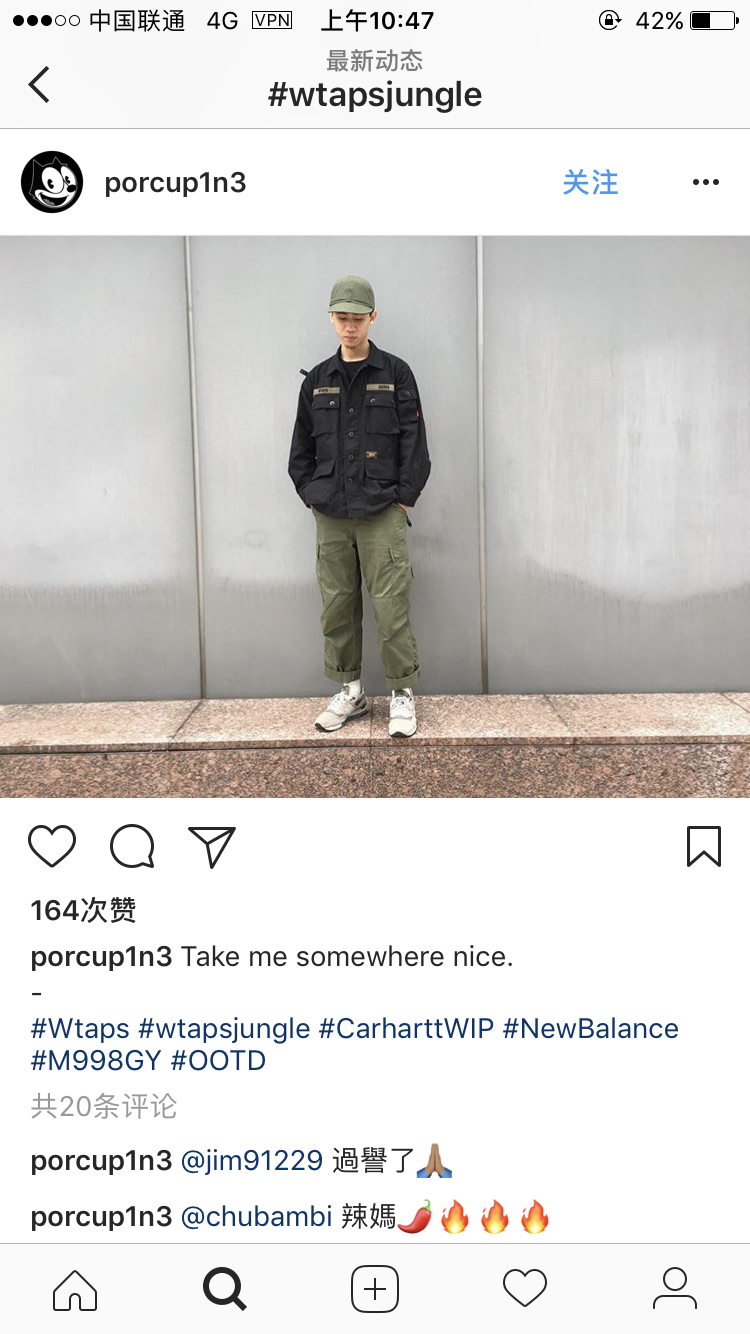 中国联通 4G VPN 上午10:47 42%
最新动态
#wtapsjungle
porcup1n3 关注
164次赞
porcup1n3 Take me somewhere nice.
-
#Wtaps #wtapsjungle #CarharttWIP #NewBalance
#M998GY #OOTD
共20条评论
porcup1n3 @jim91229 過譽了🙏🏽
porcup1n3 @chubambi 辣媽🌶️🔥🔥🔥